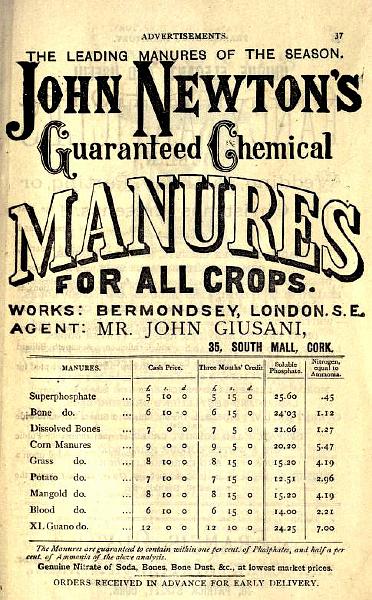 ADVERTISEMENTS. 37
THE LEADING MANURES OF THE SEASON.
JOHN NEWTON'S
Guaranteed Chemical
MANURES
FOR ALL CROPS.
WORKS: BERMONDSEY, LONDON. S.E.
AGENT: MR. JOHN GIUSANI,
35, SOUTH MALL, CORK.
MANURES. Cash Price. Three Months' Credit Soluble Phosphate. Nitrogen, equal to Ammonia.
£ s. d. £ s. d.
Superphosphate ... 5 10 0 5 15 0 25.60 .45
Bone do. ... 6 10 0 6 15 0 24.03 1.12
Dissolved Bones ... 7 0 0 7 5 0 21.06 1.27
Corn Manures ... 9 0 0 9 5 0 20.20 5.47
Grass do. ... 8 10 0 8 15 0 15.20 4.19
Potato do. ... 7 10 0 7 15 0 12.51 2.96
Mangold do. ... 8 10 0 8 15 0 15.20 4.19
Blood do. ... 6 10 0 6 15 0 14.00 2.21
X1. Guano do. ... 12 0 0 12 10 0 24.25 7.00
The Manures are guaranteed to contain within one per cent. of Phosphates, and half a per
cent. of Ammonia of the above analysis.
Genuine Nitrate of Soda, Bones, Bone Dust, &c., at lowest market prices.
ORDERS RECEIVED IN ADVANCE FOR EARLY DELIVERY.